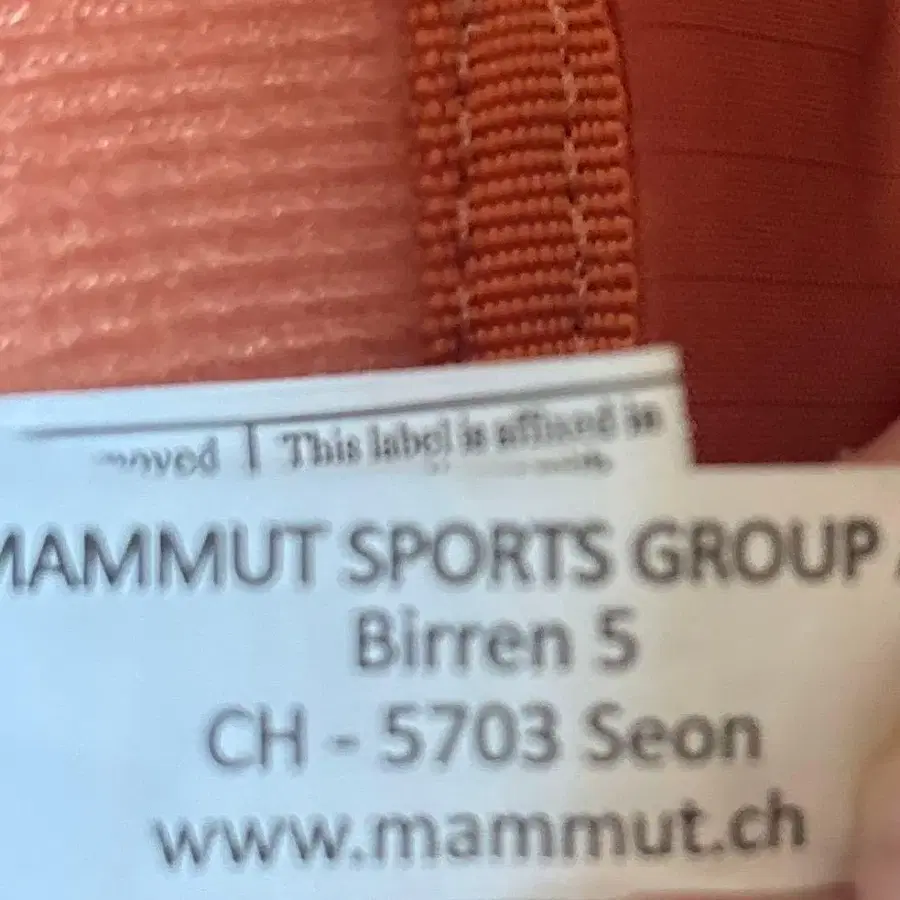 This label is affixed in
MAMMUT SPORTS GROUP
Birren 5
CH - 5703 Seon
www.mammut.ch